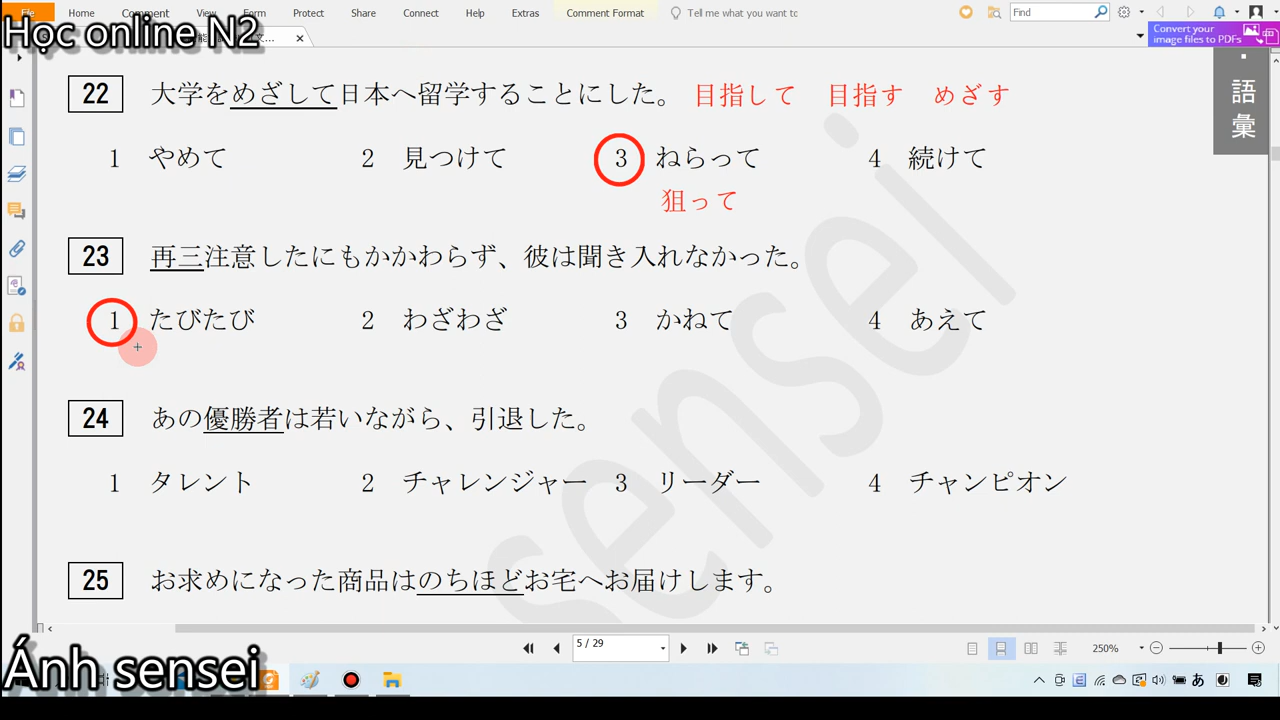 File Home Comment View Form Protect Share Connect Help Extras Comment Format Tell me what you want to Find
Học online N2
Convert your
image files to PDFs
語
彙
22 大学をめざして日本へ留学することにした。 目指して 目指す めざす
1 やめて 2 見つけて 3 ねらって 4 続けて
狙って
23 再三注意したにもかかわらず、彼は聞き入れなかった。
1 たびたび 2 わざわざ 3 かねて 4 あえて
24 あの優勝者は若いながら、引退した。
1 タレント 2 チャレンジャー 3 リーダー 4 チャンピオン
25 お求めになった商品はのちほどお宅へお届けします。
sensei
5 / 29
250%
Ánh sensei
あ